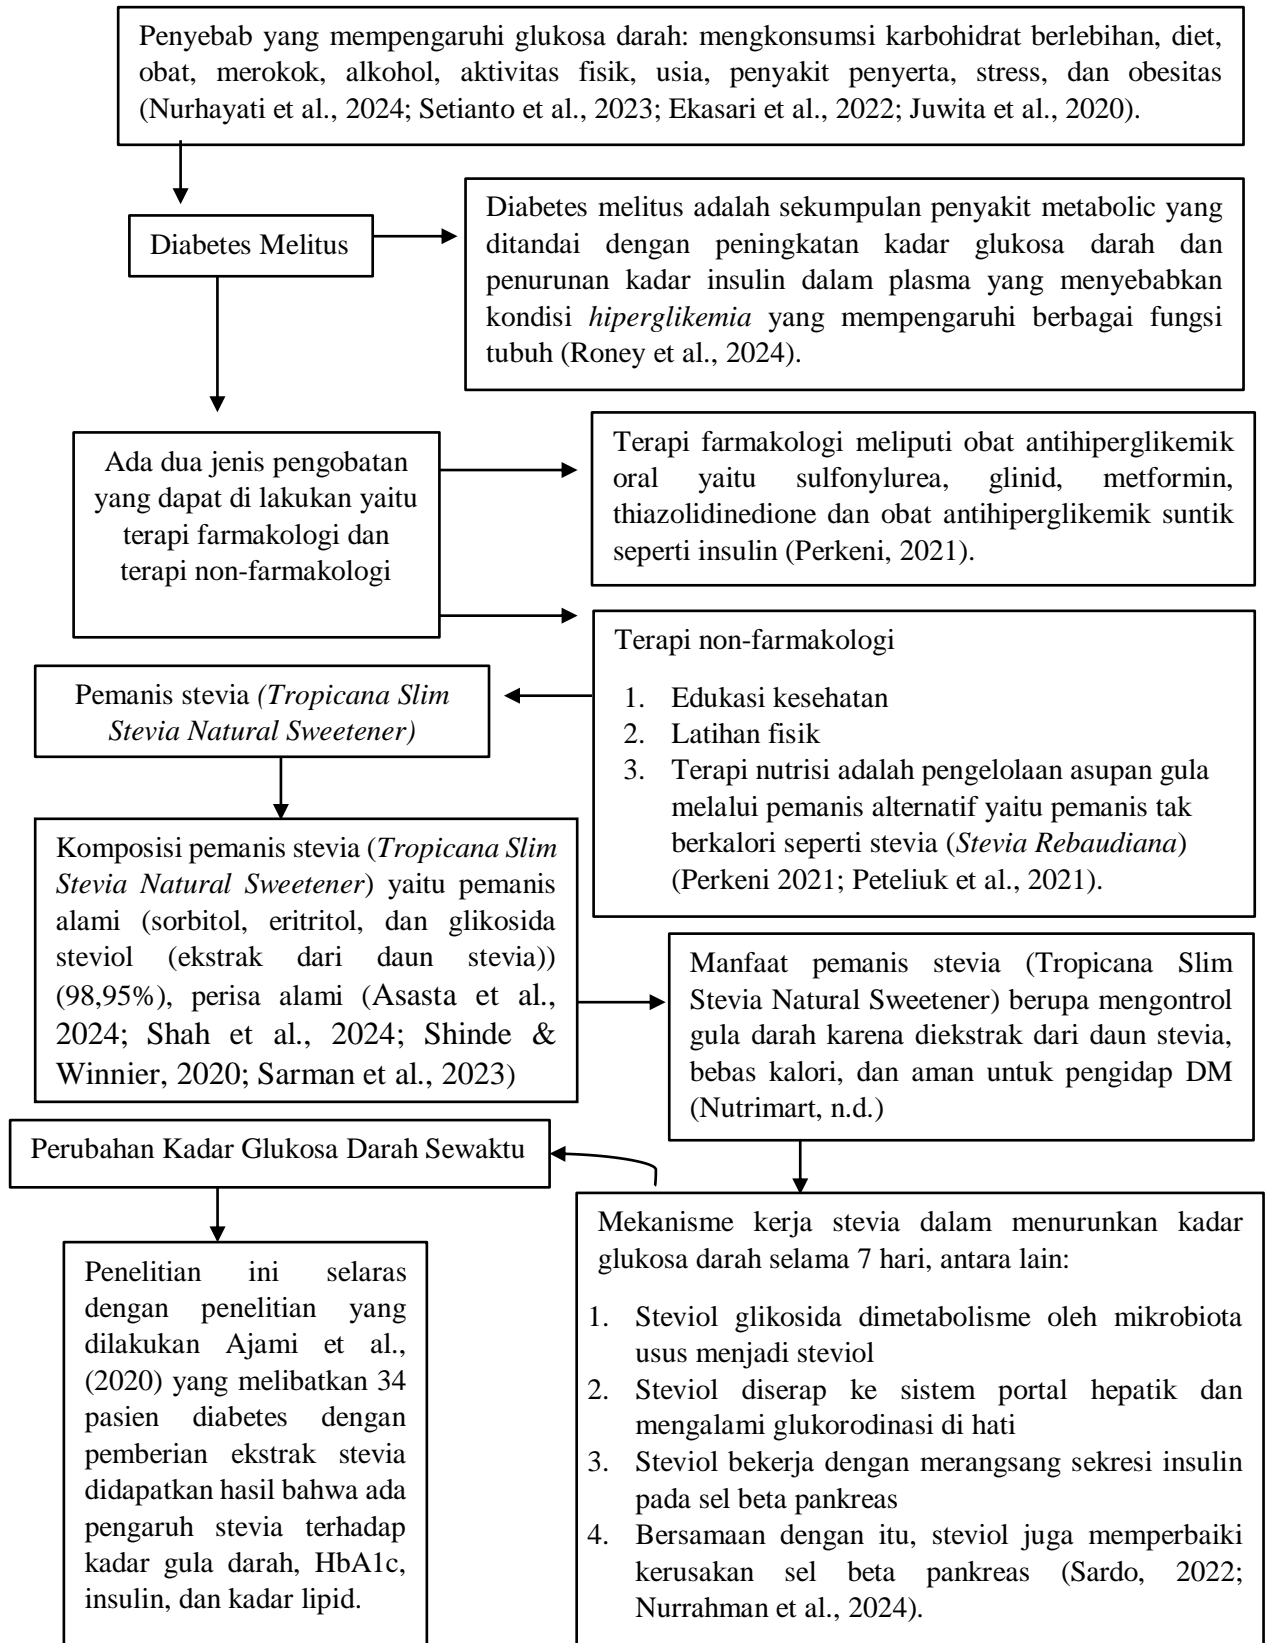 Penyebab yang mempengaruhi glukosa darah: mengkonsumsi karbohidrat berlebihan, diet,
obat, merokok, alkohol, aktivitas fisik, usia, penyakit penyerta, stress, dan obesitas
(Nurhayati et al., 2024; Setianto et al., 2023; Ekasari et al., 2022; Juwita et al., 2020).
Diabetes Melitus
Diabetes melitus adalah sekumpulan penyakit metabolic yang
ditandai dengan peningkatan kadar glukosa darah dan
penurunan kadar insulin dalam plasma yang menyebabkan
kondisi hiperglikemia yang mempengaruhi berbagai fungsi
tubuh (Roney et al., 2024).
Ada dua jenis pengobatan
yang dapat di lakukan yaitu
terapi farmakologi dan
terapi non-farmakologi
Terapi farmakologi meliputi obat antihiperglikemik
oral yaitu sulfonylurea, glinid, metformin,
thiazolidinedione dan obat antihiperglikemik suntik
seperti insulin (Perkeni, 2021).
Terapi non-farmakologi
1. Edukasi kesehatan
2. Latihan fisik
3. Terapi nutrisi adalah pengelolaan asupan gula
melalui pemanis alternatif yaitu pemanis tak
berkalori seperti stevia (Stevia Rebaudiana)
(Perkeni 2021; Peteliuk et al., 2021).
Pemanis stevia (Tropicana Slim
Stevia Natural Sweetener)
Komposisi pemanis stevia (Tropicana Slim
Stevia Natural Sweetener) yaitu pemanis
alami (sorbitol, eritritol, dan glikosida
steviol (ekstrak dari daun stevia))
(98,95%), perisa alami (Asasta et al.,
2024; Shah et al., 2024; Shinde &
Winnier, 2020; Sarman et al., 2023)
Manfaat pemanis stevia (Tropicana Slim
Stevia Natural Sweetener) berupa mengontrol
gula darah karena diekstrak dari daun stevia,
bebas kalori, dan aman untuk pengidap DM
(Nutrimart, n.d.)
Perubahan Kadar Glukosa Darah Sewaktu
Mekanisme kerja stevia dalam menurunkan kadar
glukosa darah selama 7 hari, antara lain:
1. Steviol glikosida dimetabolisme oleh mikrobiota
usus menjadi steviol
2. Steviol diserap ke sistem portal hepatik dan
mengalami glukorodinasi di hati
3. Steviol bekerja dengan merangsang sekresi insulin
pada sel beta pankreas
4. Bersamaan dengan itu, steviol juga memperbaiki
kerusakan sel beta pankreas (Sardo, 2022;
Nurrahman et al., 2024).
Penelitian ini selaras
dengan penelitian yang
dilakukan Ajami et al.,
(2020) yang melibatkan 34
pasien diabetes dengan
pemberian ekstrak stevia
didapatkan hasil bahwa ada
pengaruh stevia terhadap
kadar gula darah, HbA1c,
insulin, dan kadar lipid.